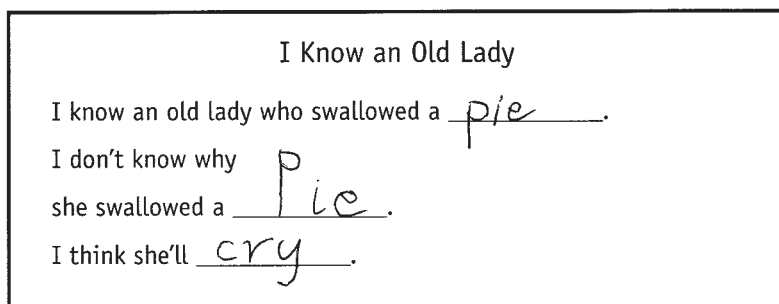 I Know an Old Lady
I know an old lady who swallowed a pie.
I don't know why
she swallowed a pie.
I think she'll cry.